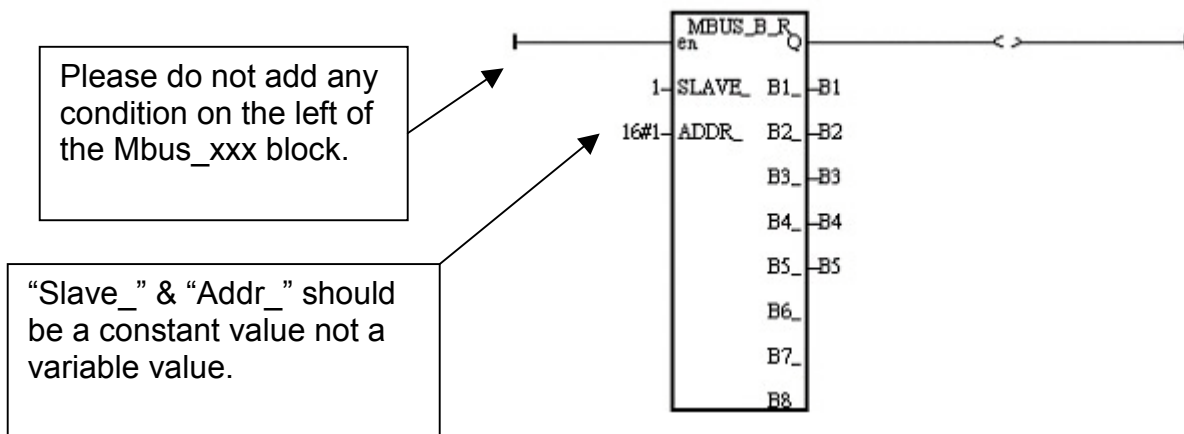 Please do not add any
condition on the left of
the Mbus_xxx block.
“Slave_” & “Addr_” should
be a constant value not a
variable value.
MBUS_B_R
en Q
1 SLAVE_ B1_ B1
16#1 ADDR_ B2_ B2
B3_ B3
B4_ B4
B5_ B5
B6_
B7_
B8